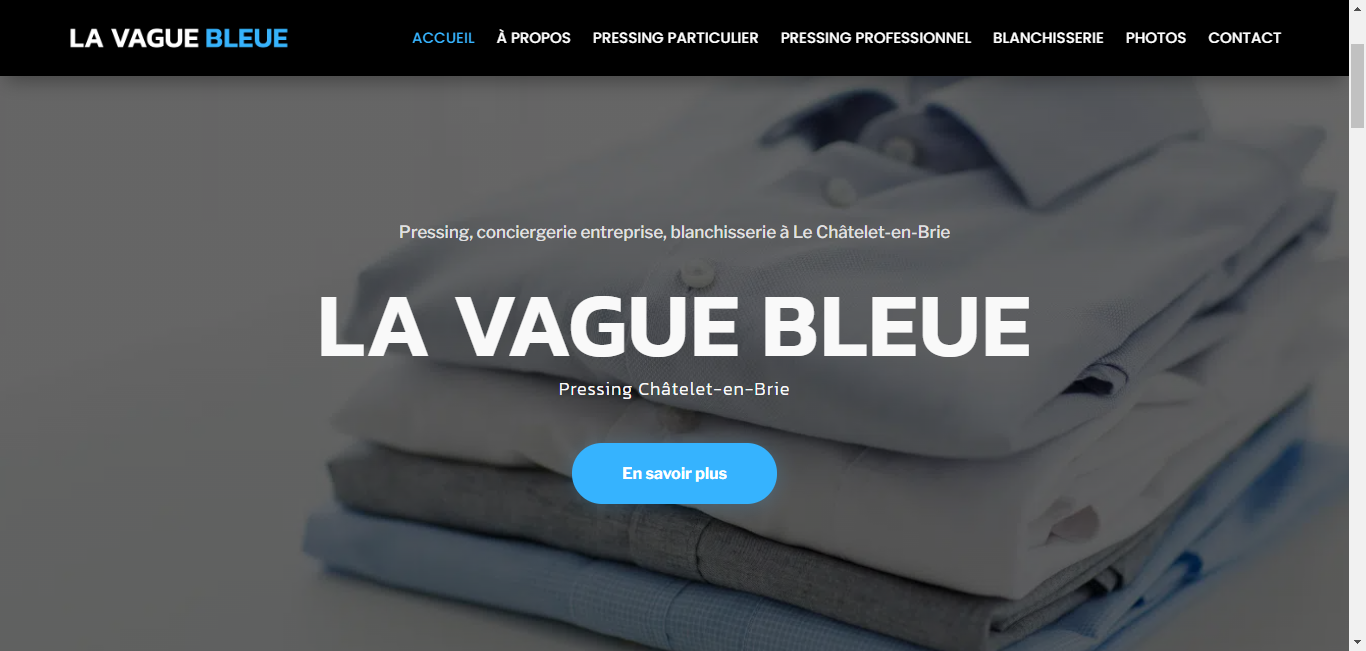 LA VAGUE BLEUE
ACCUEIL À PROPOS PRESSING PARTICULIER PRESSING PROFESSIONNEL BLANCHISSERIE PHOTOS CONTACT
Pressing, conciergerie entreprise, blanchisserie à Le Châtelet-en-Brie
LA VAGUE BLEUE
Pressing Châtelet-en-Brie
En savoir plus